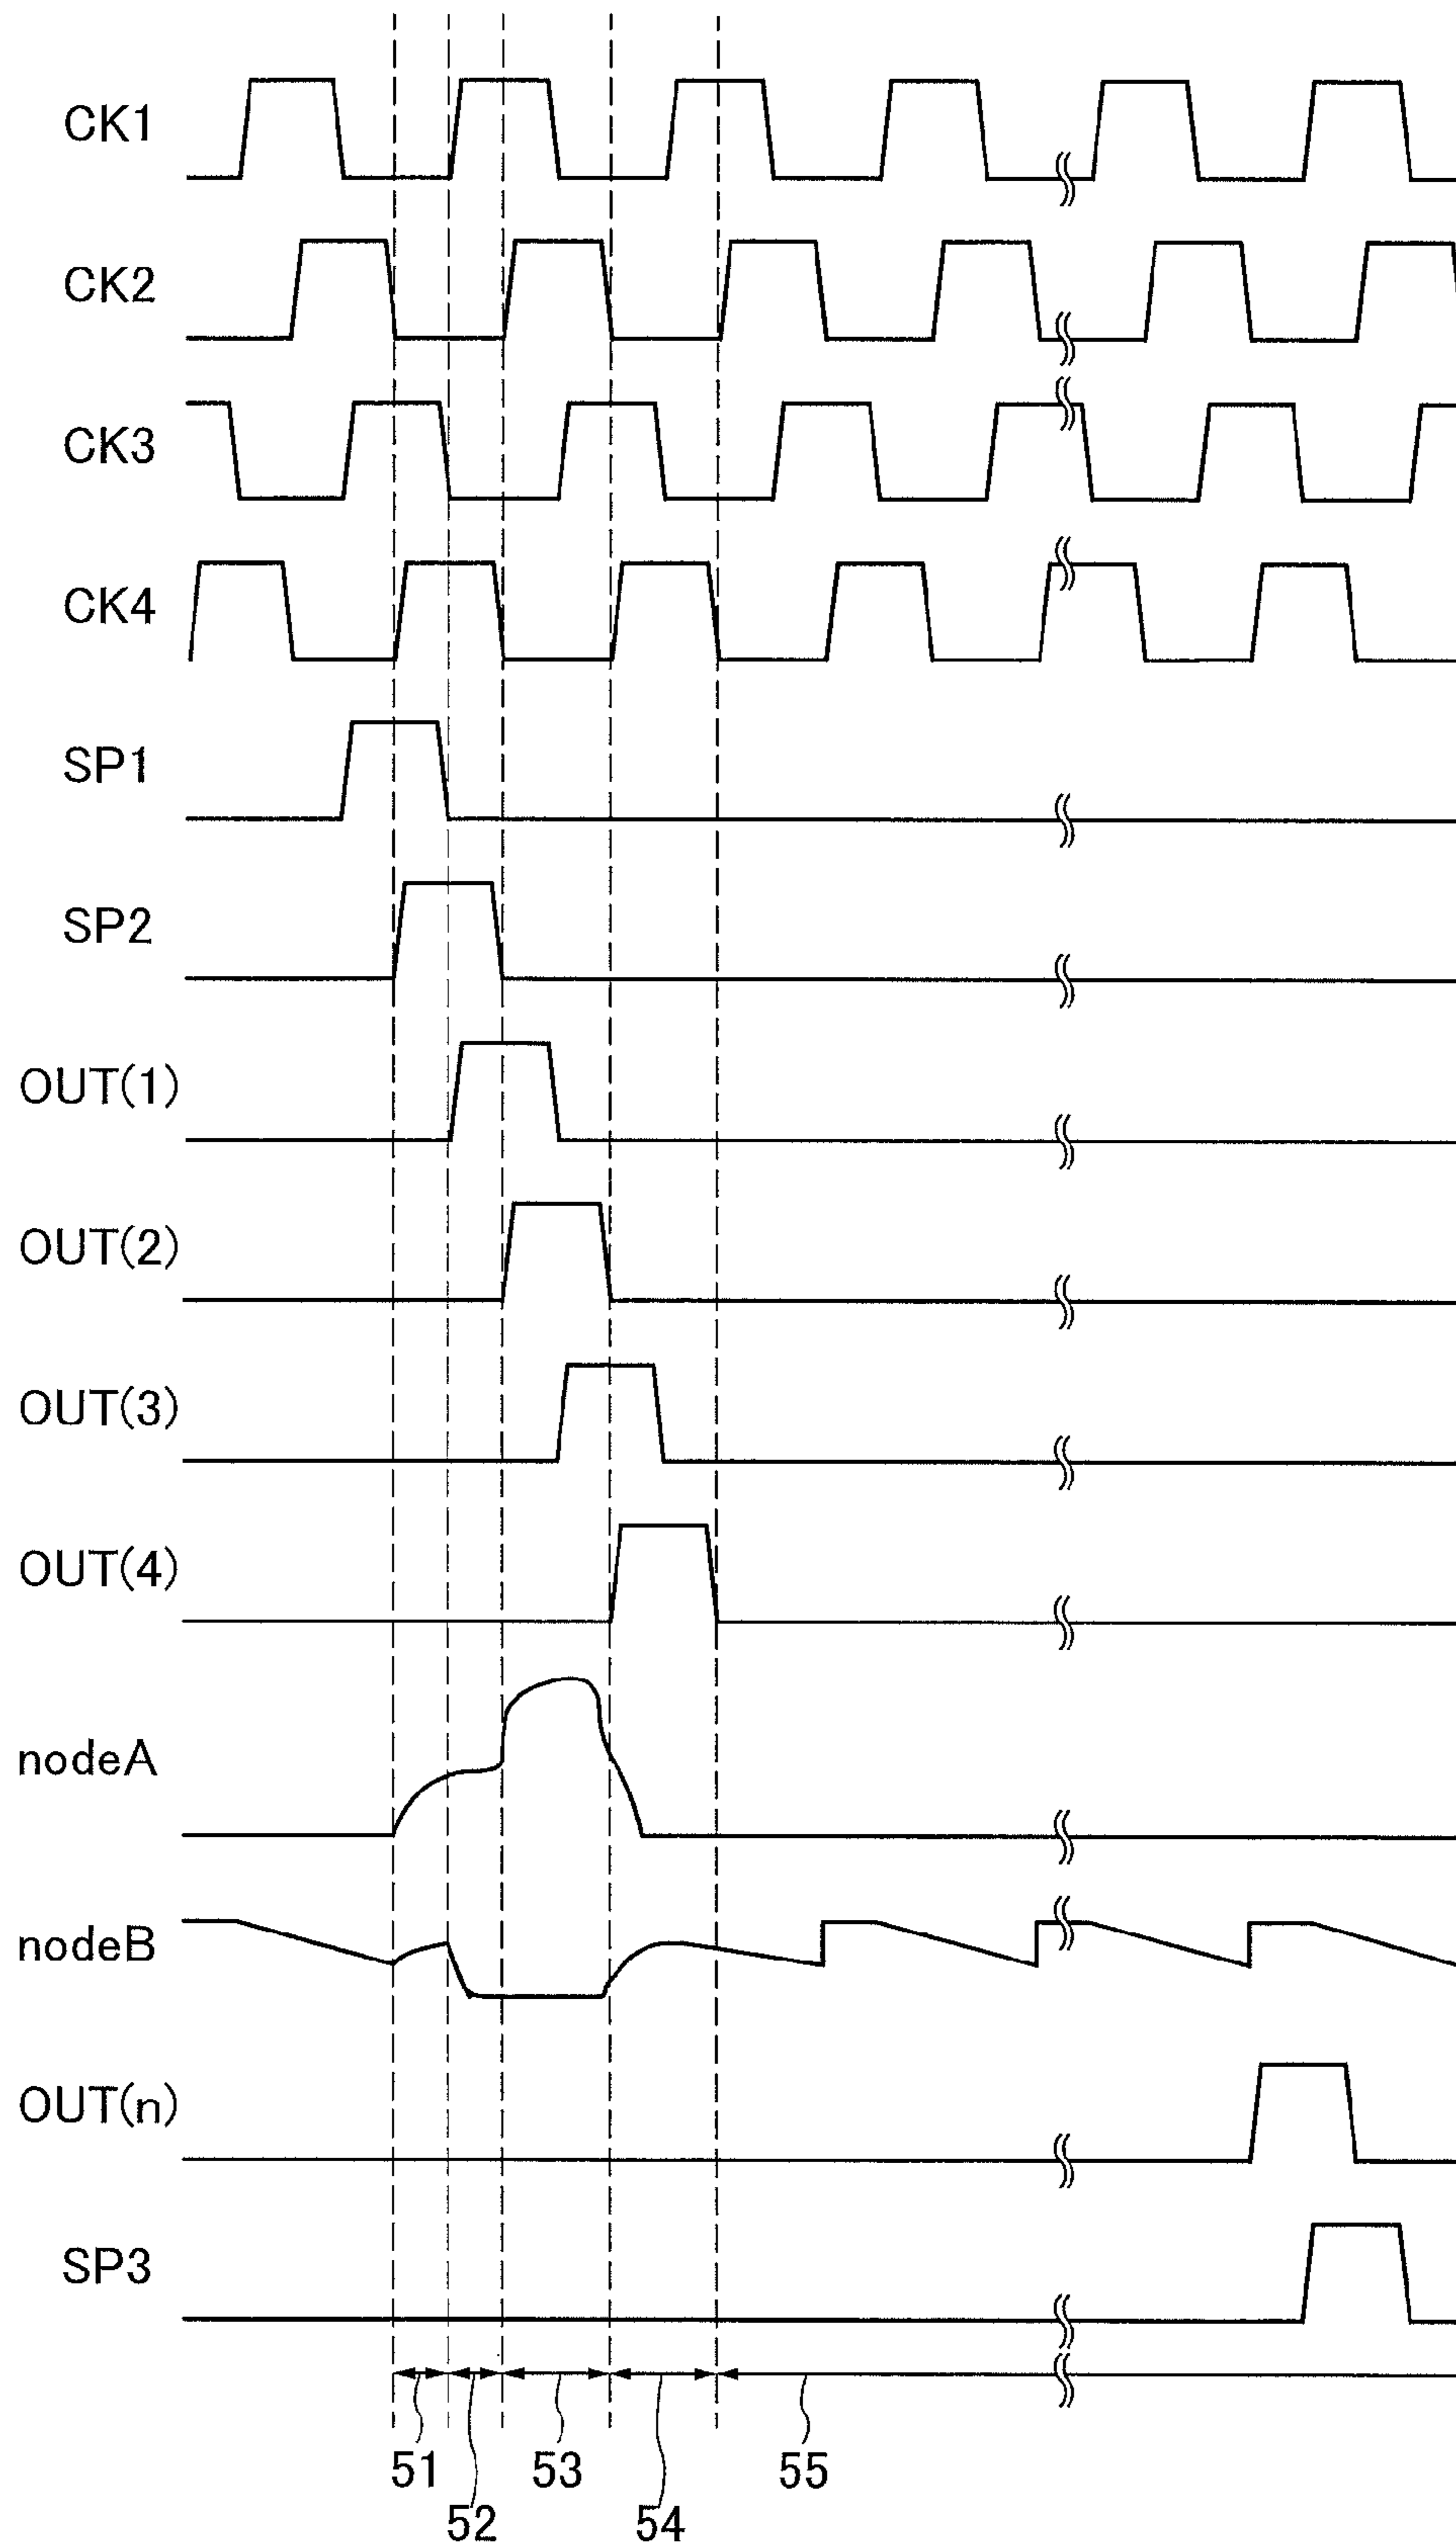 CK1
CK2
CK3
CK4
SP1
SP2
OUT(1)
OUT(2)
OUT(3)
OUT(4)
nodeA
nodeB
OUT(n)
SP3
51 53 55
52 54